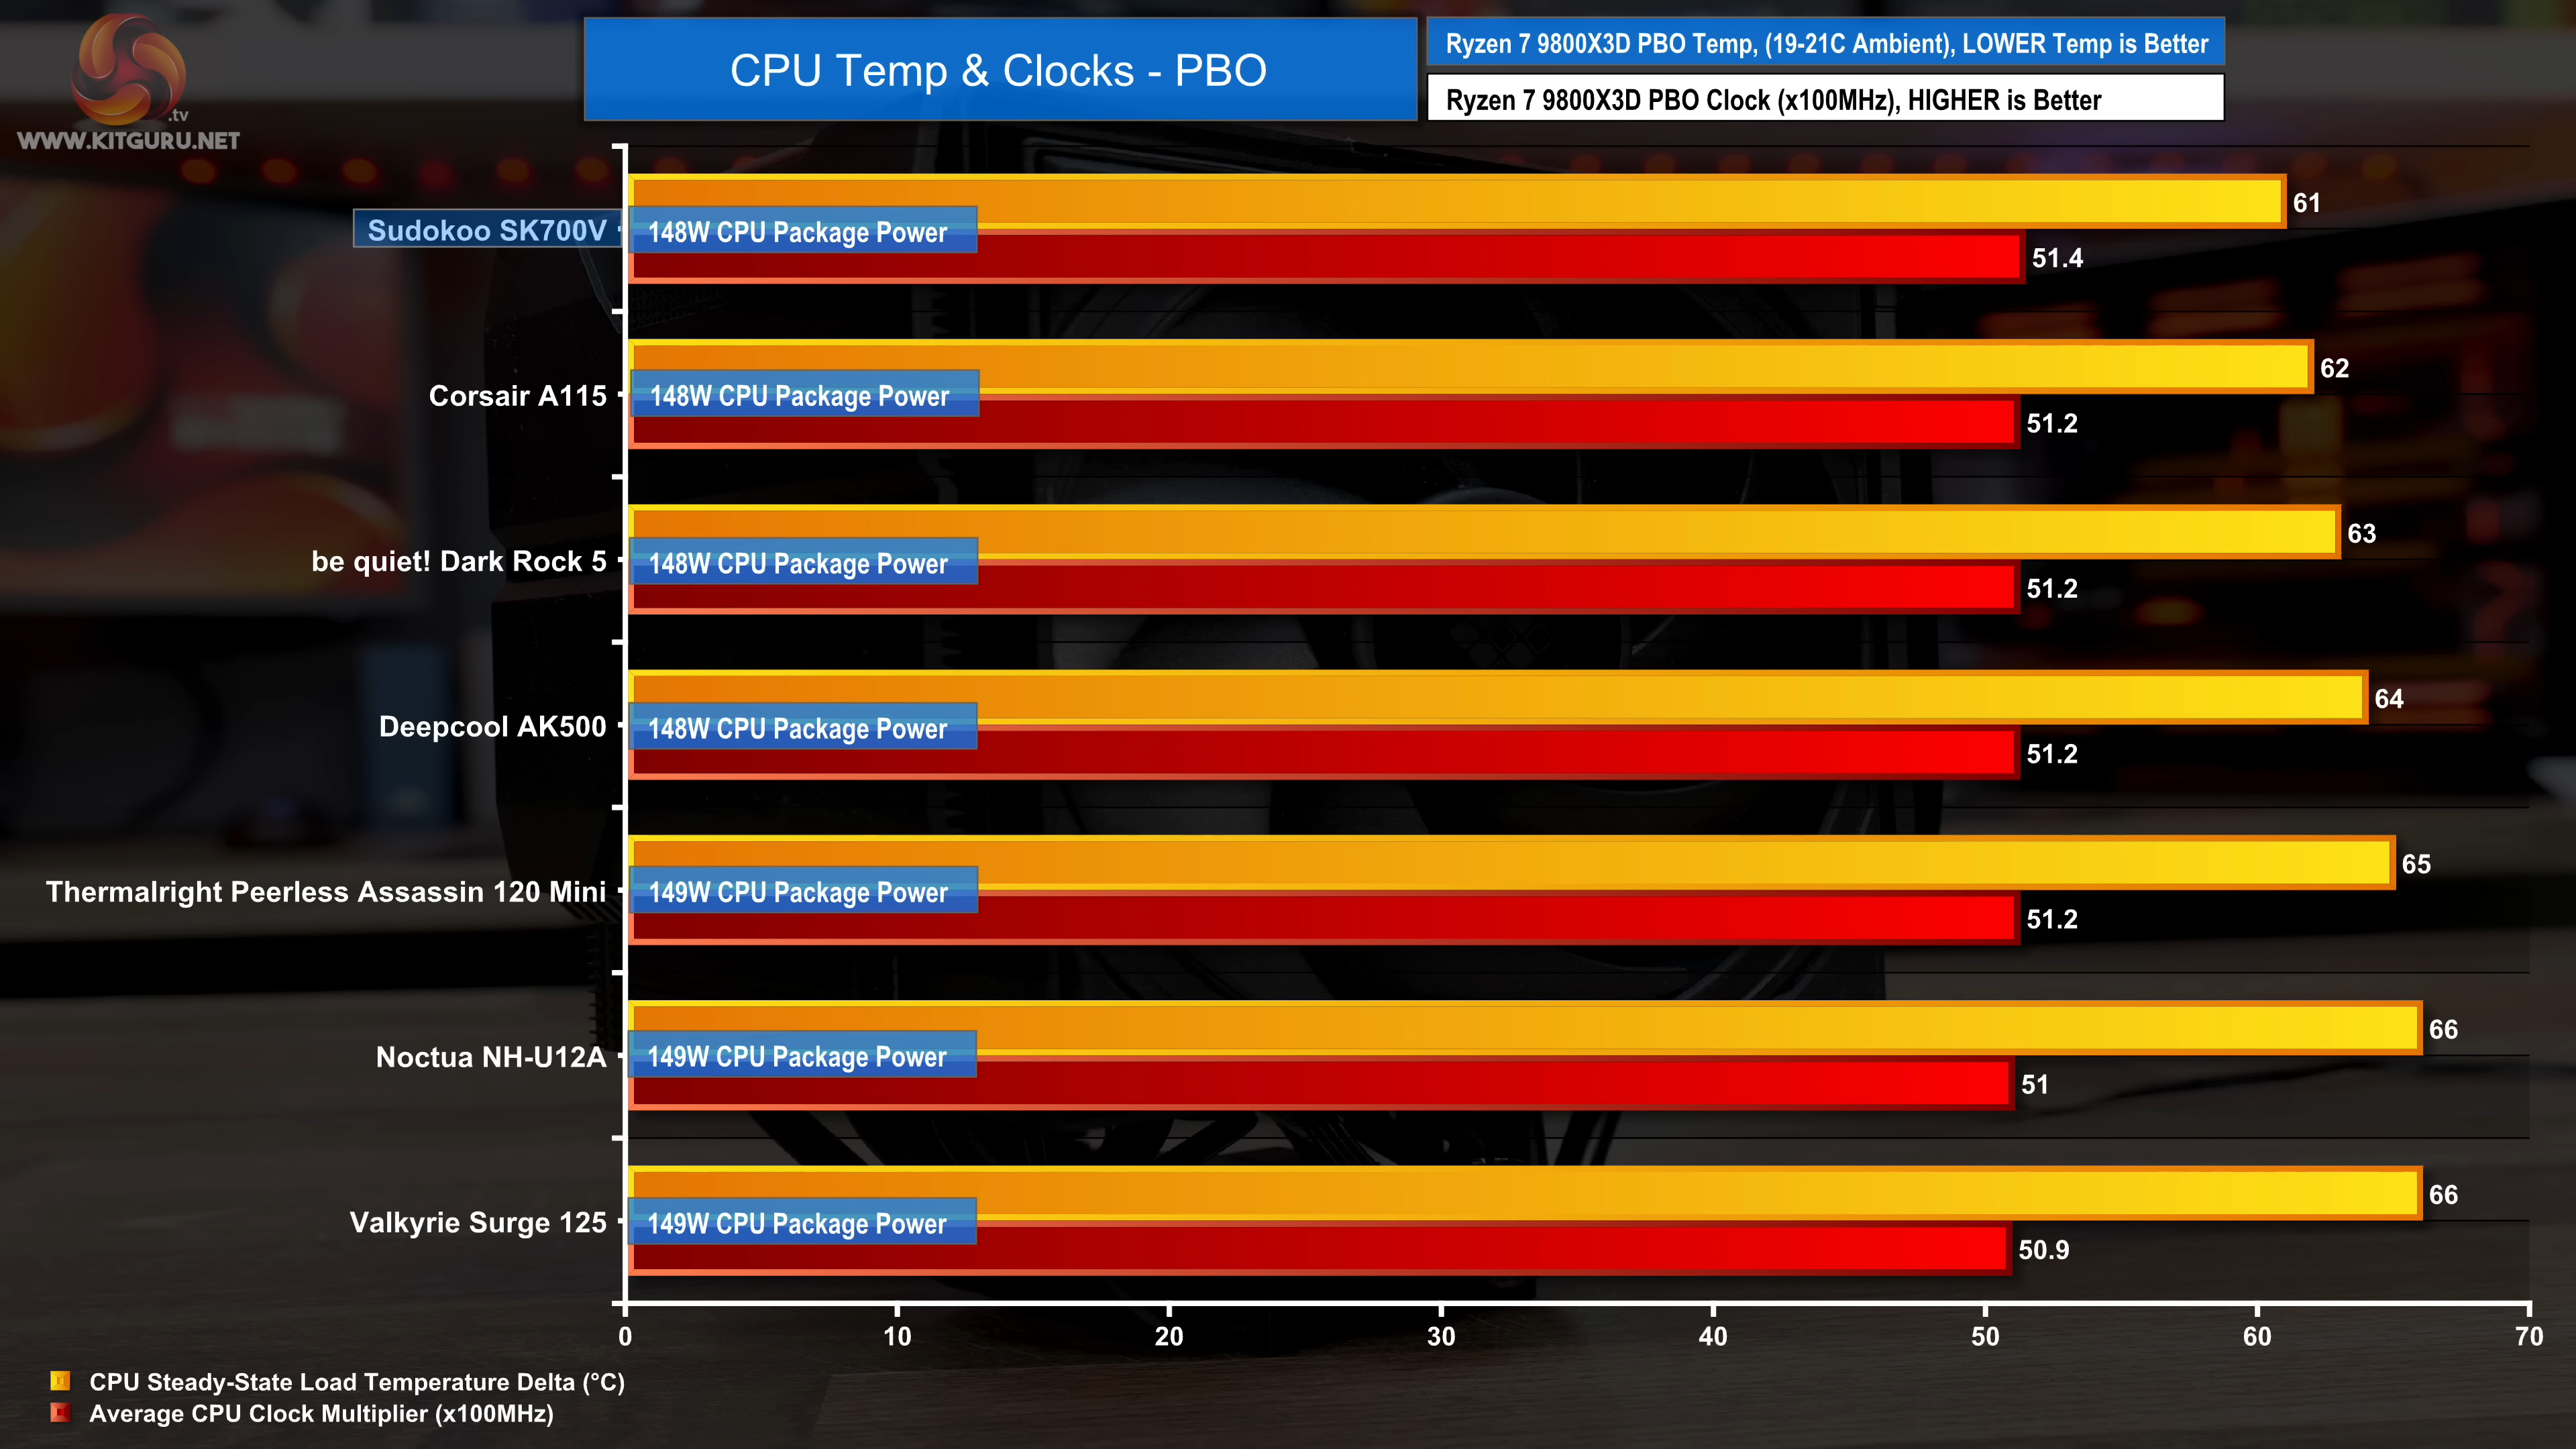 .tv
WWW.KITGURU.NET
CPU Temp & Clocks - PBO
Ryzen 7 9800X3D PBO Temp, (19-21C Ambient), LOWER Temp is Better
Ryzen 7 9800X3D PBO Clock (x100MHz), HIGHER is Better
Sudokoo SK700V
148W CPU Package Power
61
51.4
Corsair A115
148W CPU Package Power
62
51.2
be quiet! Dark Rock 5
148W CPU Package Power
63
51.2
Deepcool AK500
148W CPU Package Power
64
51.2
Thermalright Peerless Assassin 120 Mini
149W CPU Package Power
65
51.2
Noctua NH-U12A
149W CPU Package Power
66
51
Valkyrie Surge 125
149W CPU Package Power
66
50.9
0 10 20 30 40 50 60 70
CPU Steady-State Load Temperature Delta (°C)
Average CPU Clock Multiplier (x100MHz)